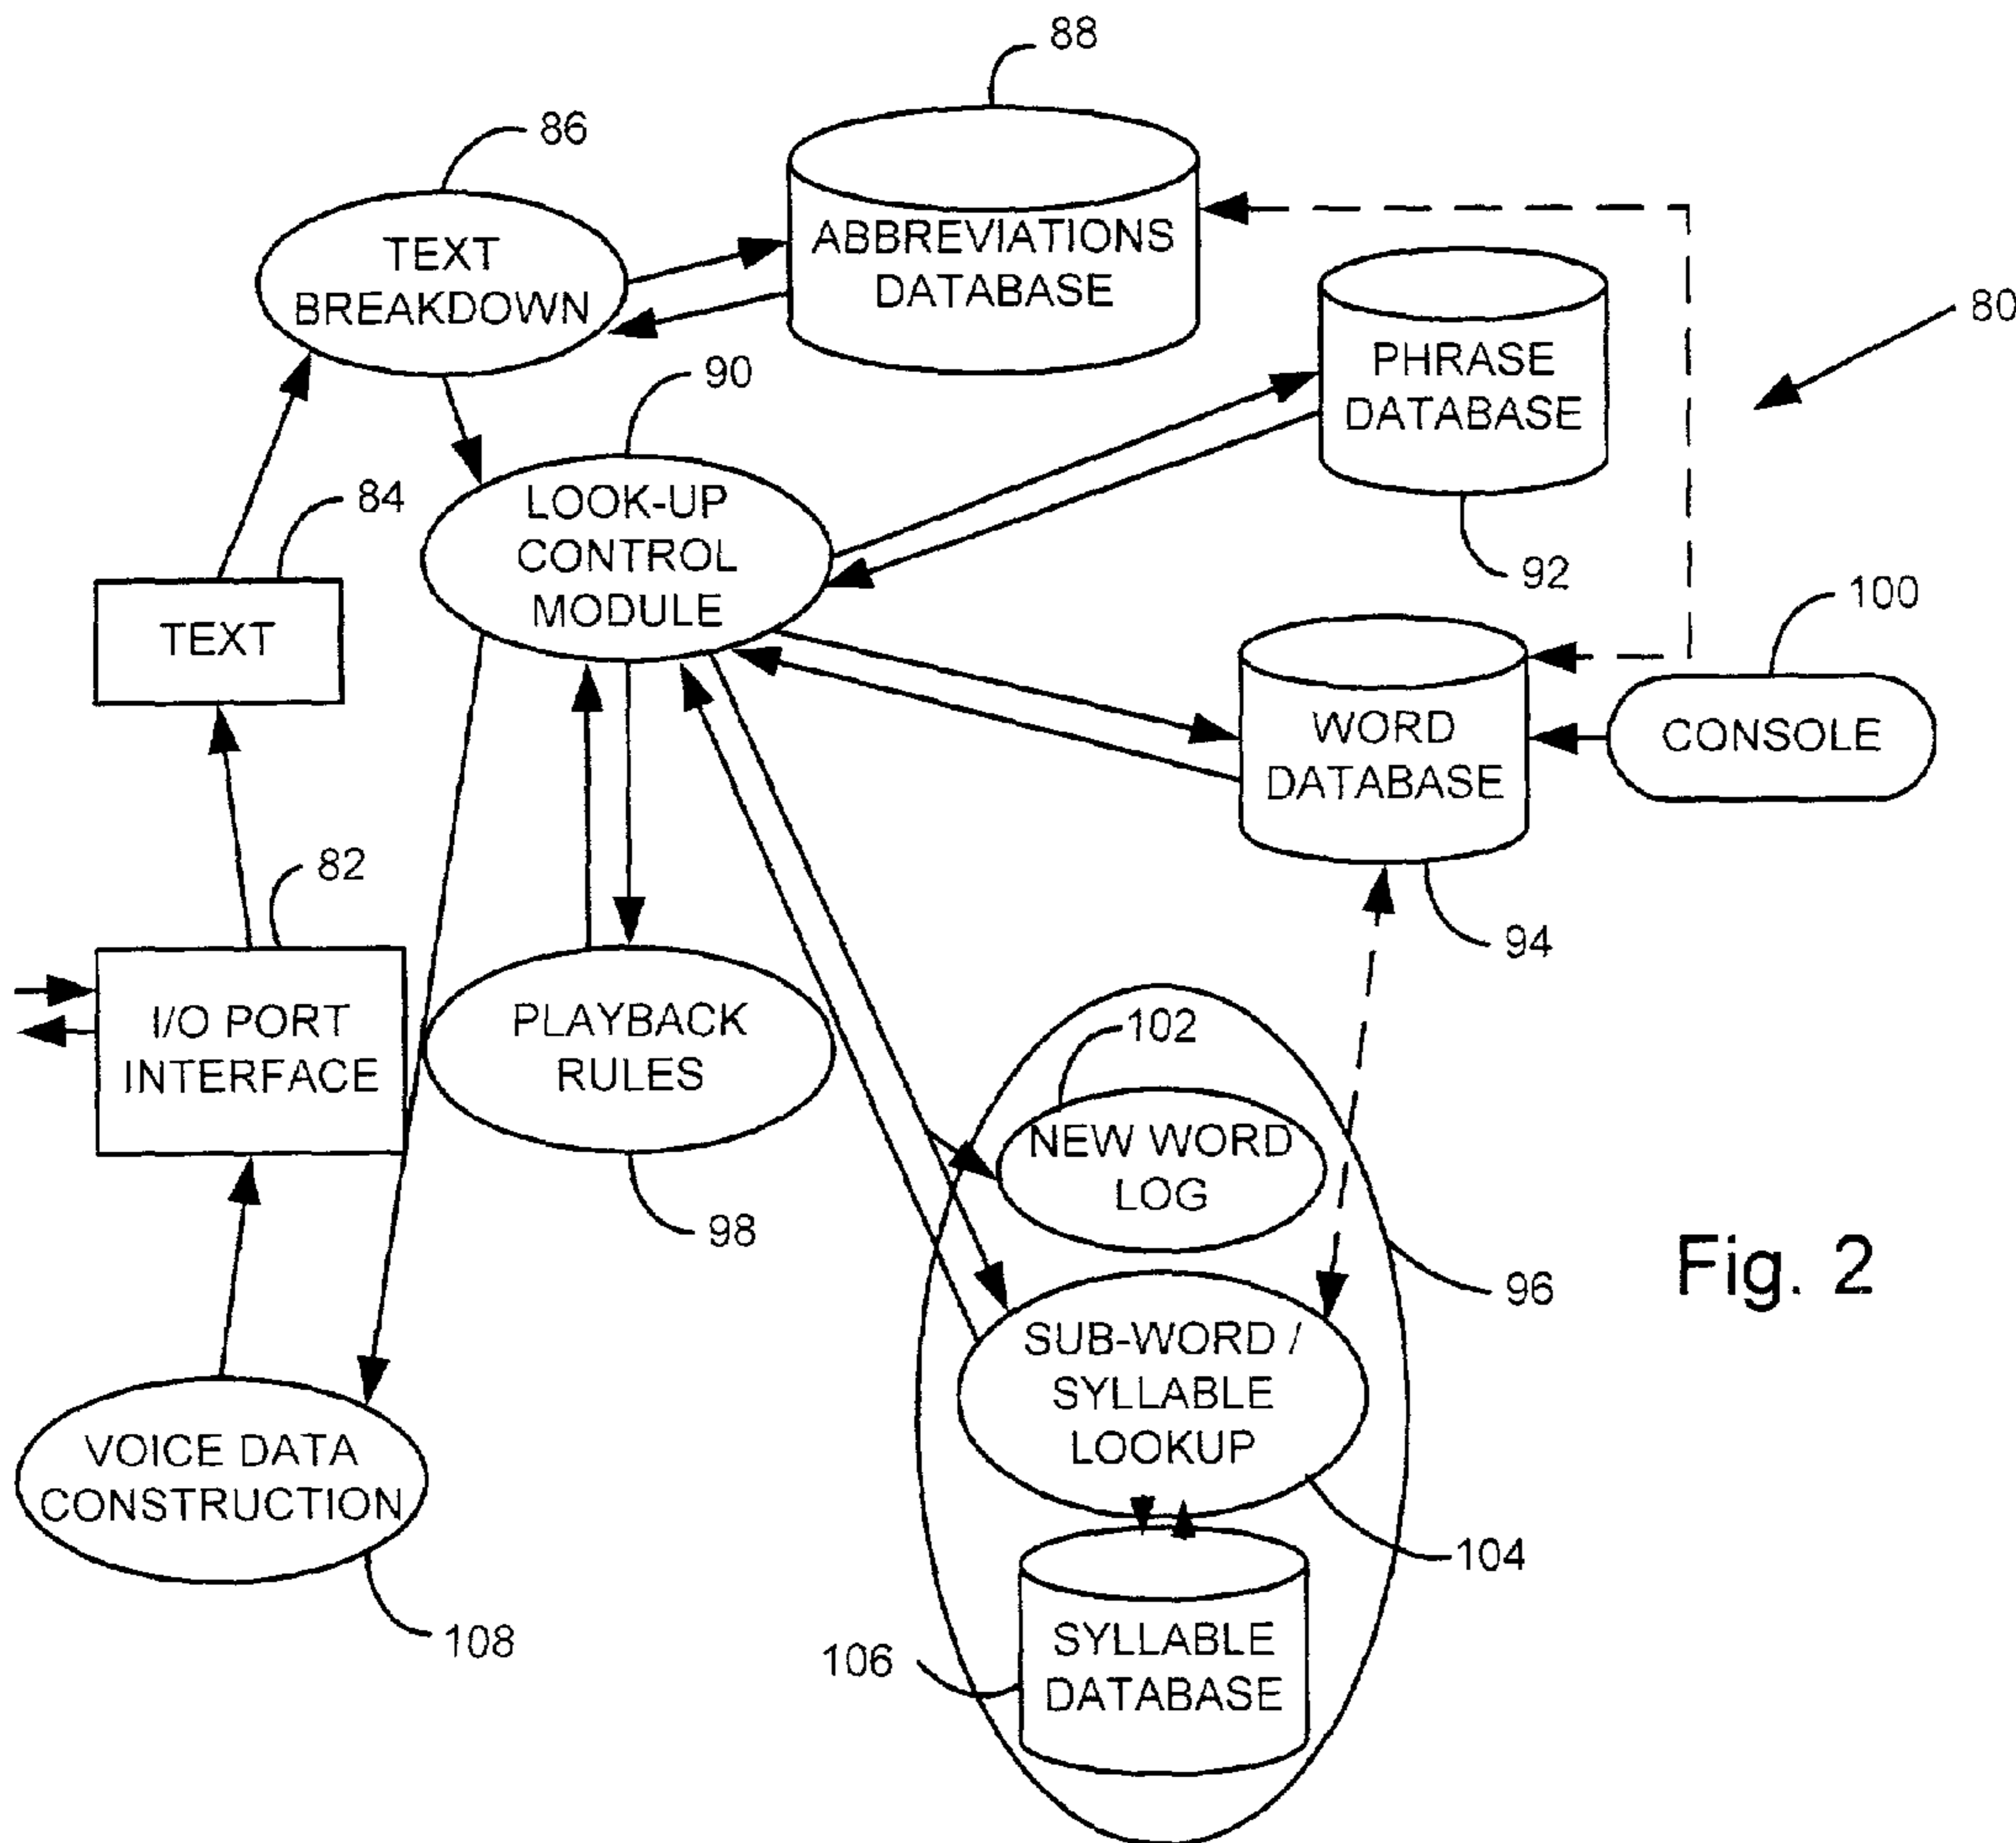 88
86
TEXT
BREAKDOWN
ABBREVIATIONS
DATABASE
80
PHRASE
DATABASE
90
84
LOOK-UP
CONTROL
MODULE
92
100
TEXT
WORD
DATABASE
CONSOLE
82
94
I/O PORT
INTERFACE
PLAYBACK
RULES
102
NEW WORD
LOG
98
96
Fig. 2
SUB-WORD /
SYLLABLE
LOOKUP
VOICE DATA
CONSTRUCTION
104
108
106
SYLLABLE
DATABASE